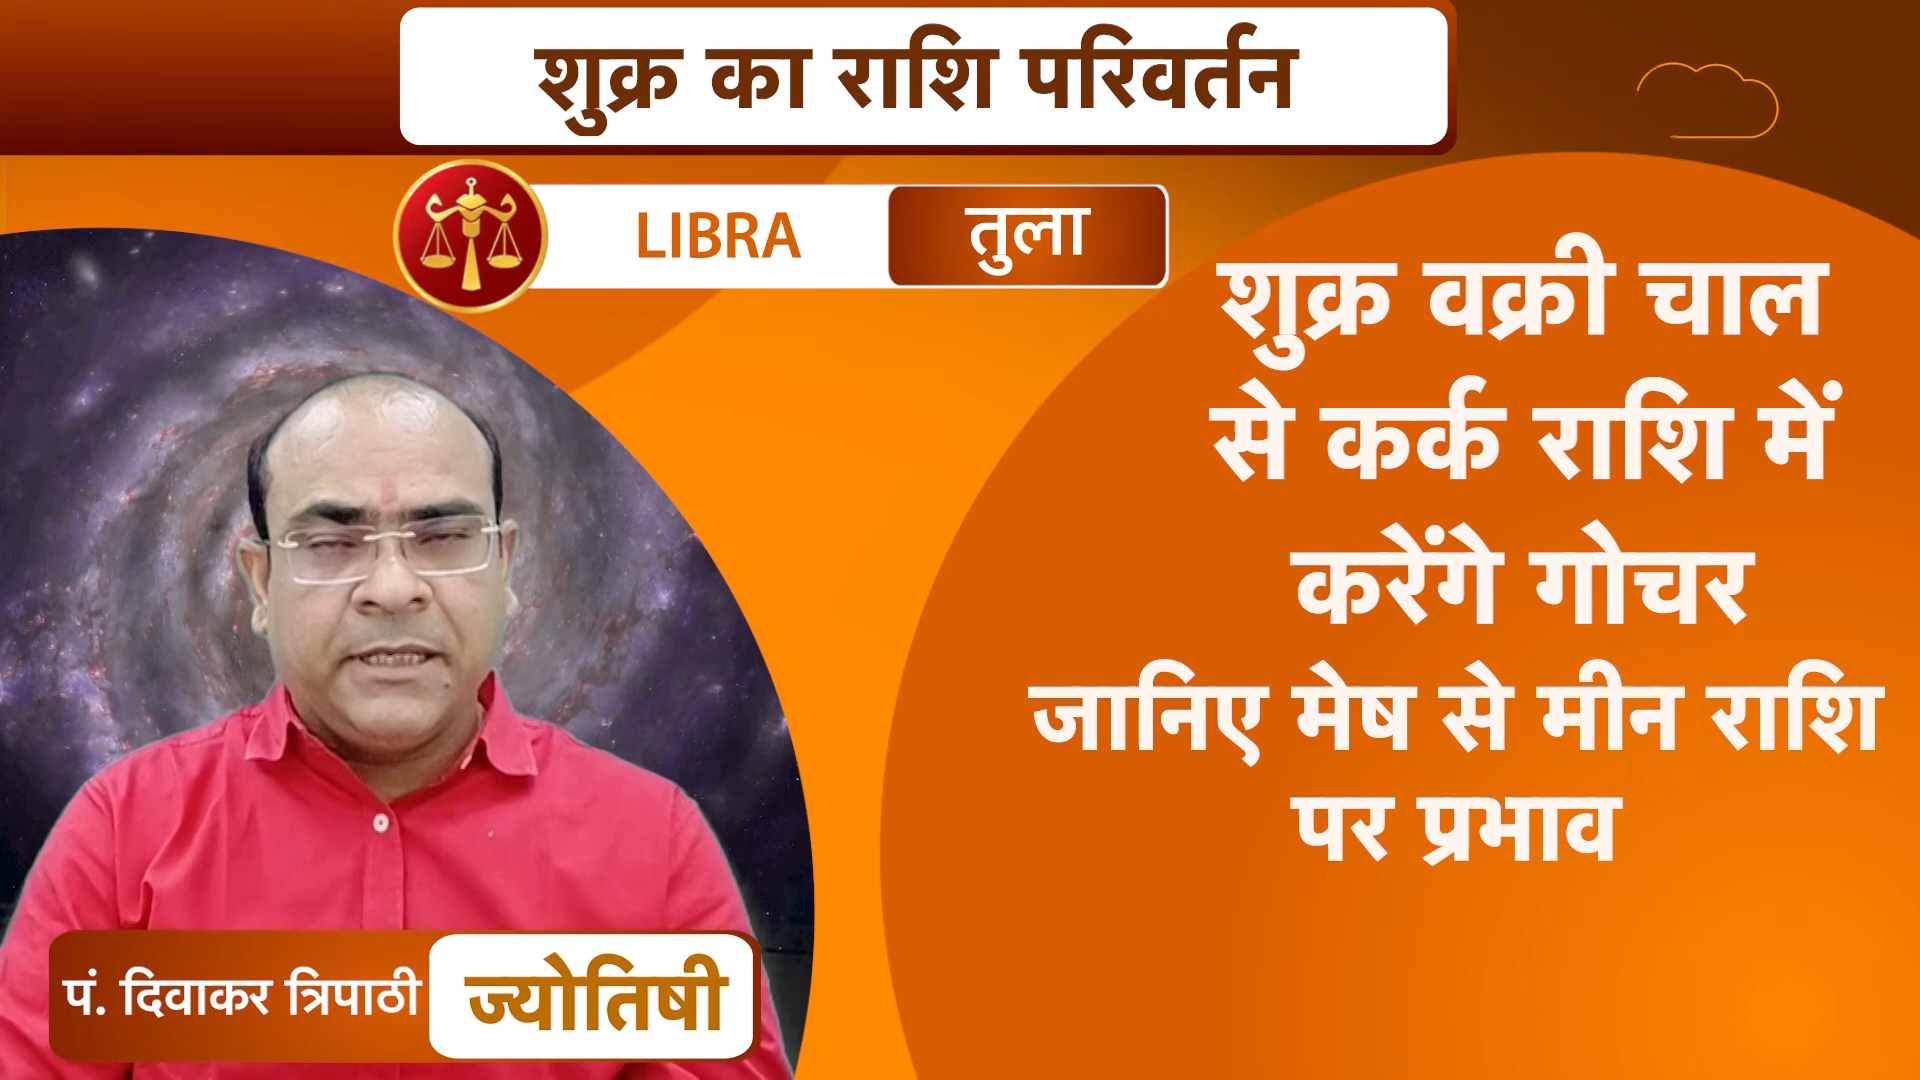 शुक्र का राशि परिवर्तन
LIBRA तुला
शुक्र वक्री चाल
से कर्क राशि में
करेंगे गोचर
जानिए मेष से मीन राशि
पर प्रभाव
पं. दिवाकर त्रिपाठी ज्योतिषी